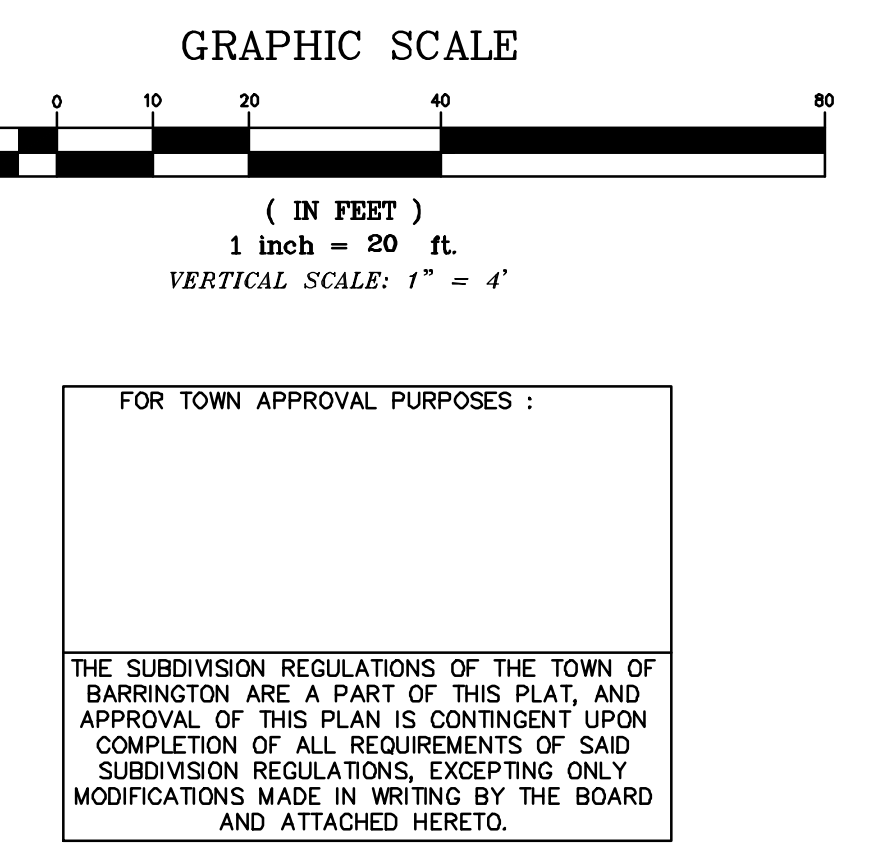 GRAPHIC SCALE
0 10 20 40 80
( IN FEET )
1 inch = 20 ft.
VERTICAL SCALE: 1" = 4'
FOR TOWN APPROVAL PURPOSES :
THE SUBDIVISION REGULATIONS OF THE TOWN OF
BARRINGTON ARE A PART OF THIS PLAT, AND
APPROVAL OF THIS PLAN IS CONTINGENT UPON
COMPLETION OF ALL REQUIREMENTS OF SAID
SUBDIVISION REGULATIONS, EXCEPTING ONLY
MODIFICATIONS MADE IN WRITING BY THE BOARD
AND ATTACHED HERETO.